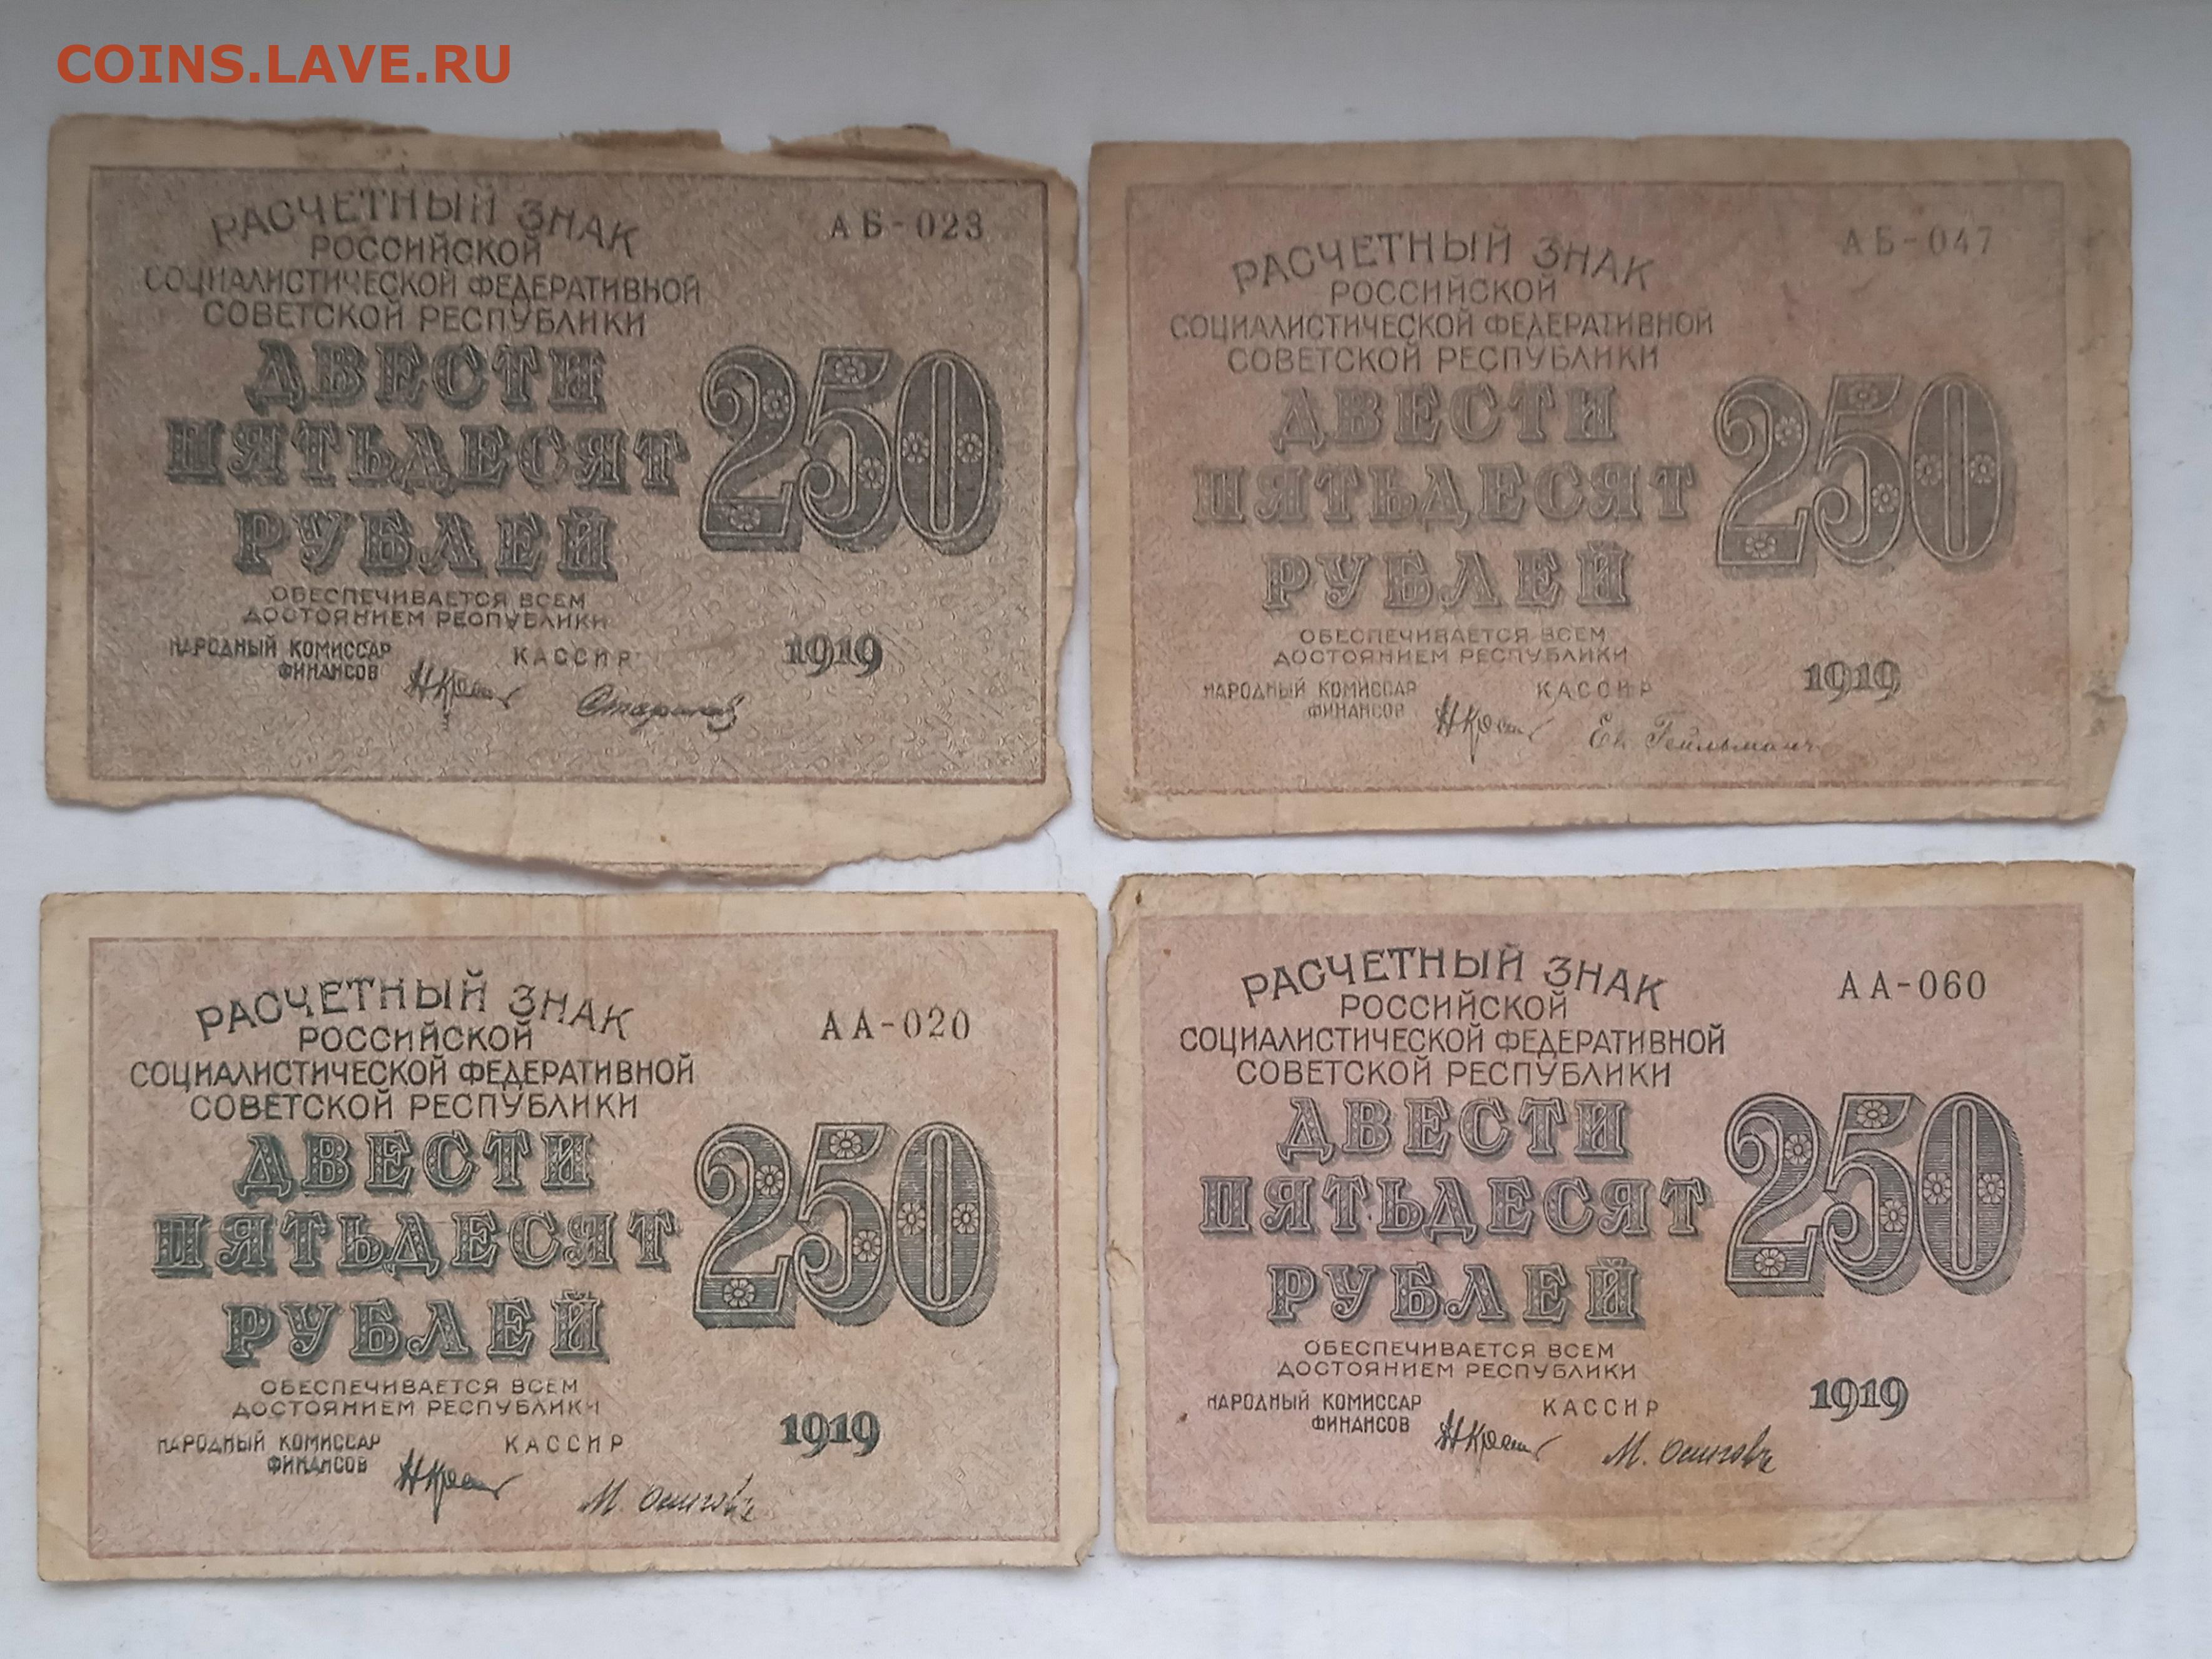 COINS.LAVE.RU
РАСЧЕТНЫЙ ЗНАК
АБ-023
РОССИЙСКОЙ
СОЦИАЛИСТИЧЕСКОЙ ФЕДЕРАТИВНОЙ
СОВЕТСКОЙ РЕСПУБЛИКИ
ДВЕСТИ
ПЯТЬДЕСЯТ
РУБЛЕЙ
250
ОБЕСПЕЧИВАЕТСЯ ВСЕМ
ДОСТОЯНИЕМ РЕСПУБЛИКИ
НАРОДНЫЙ КОМИССАР
ФИНАНСОВ
КАССИР
1919
РАСЧЕТНЫЙ ЗНАК
АБ-047
РОССИЙСКОЙ
СОЦИАЛИСТИЧЕСКОЙ ФЕДЕРАТИВНОЙ
СОВЕТСКОЙ РЕСПУБЛИКИ
ДВЕСТИ
ПЯТЬДЕСЯТ
РУБЛЕЙ
250
ОБЕСПЕЧИВАЕТСЯ ВСЕМ
ДОСТОЯНИЕМ РЕСПУБЛИКИ
НАРОДНЫЙ КОМИССАР
ФИНАНСОВ
КАССИР
1919
Ев. Гейльманъ
РАСЧЕТНЫЙ ЗНАК
АА-020
РОССИЙСКОЙ
СОЦИАЛИСТИЧЕСКОЙ ФЕДЕРАТИВНОЙ
СОВЕТСКОЙ РЕСПУБЛИКИ
ДВЕСТИ
ПЯТЬДЕСЯТ
РУБЛЕЙ
250
ОБЕСПЕЧИВАЕТСЯ ВСЕМ
ДОСТОЯНИЕМ РЕСПУБЛИКИ
НАРОДНЫЙ КОМИССАР
ФИНАНСОВ
КАССИР
1919
М. Осиповъ
РАСЧЕТНЫЙ ЗНАК
АА-060
РОССИЙСКОЙ
СОЦИАЛИСТИЧЕСКОЙ ФЕДЕРАТИВНОЙ
СОВЕТСКОЙ РЕСПУБЛИКИ
ДВЕСТИ
ПЯТЬДЕСЯТ
РУБЛЕЙ
250
ОБЕСПЕЧИВАЕТСЯ ВСЕМ
ДОСТОЯНИЕМ РЕСПУБЛИКИ
НАРОДНЫЙ КОМИССАР
ФИНАНСОВ
КАССИР
1919
М. Осиповъ